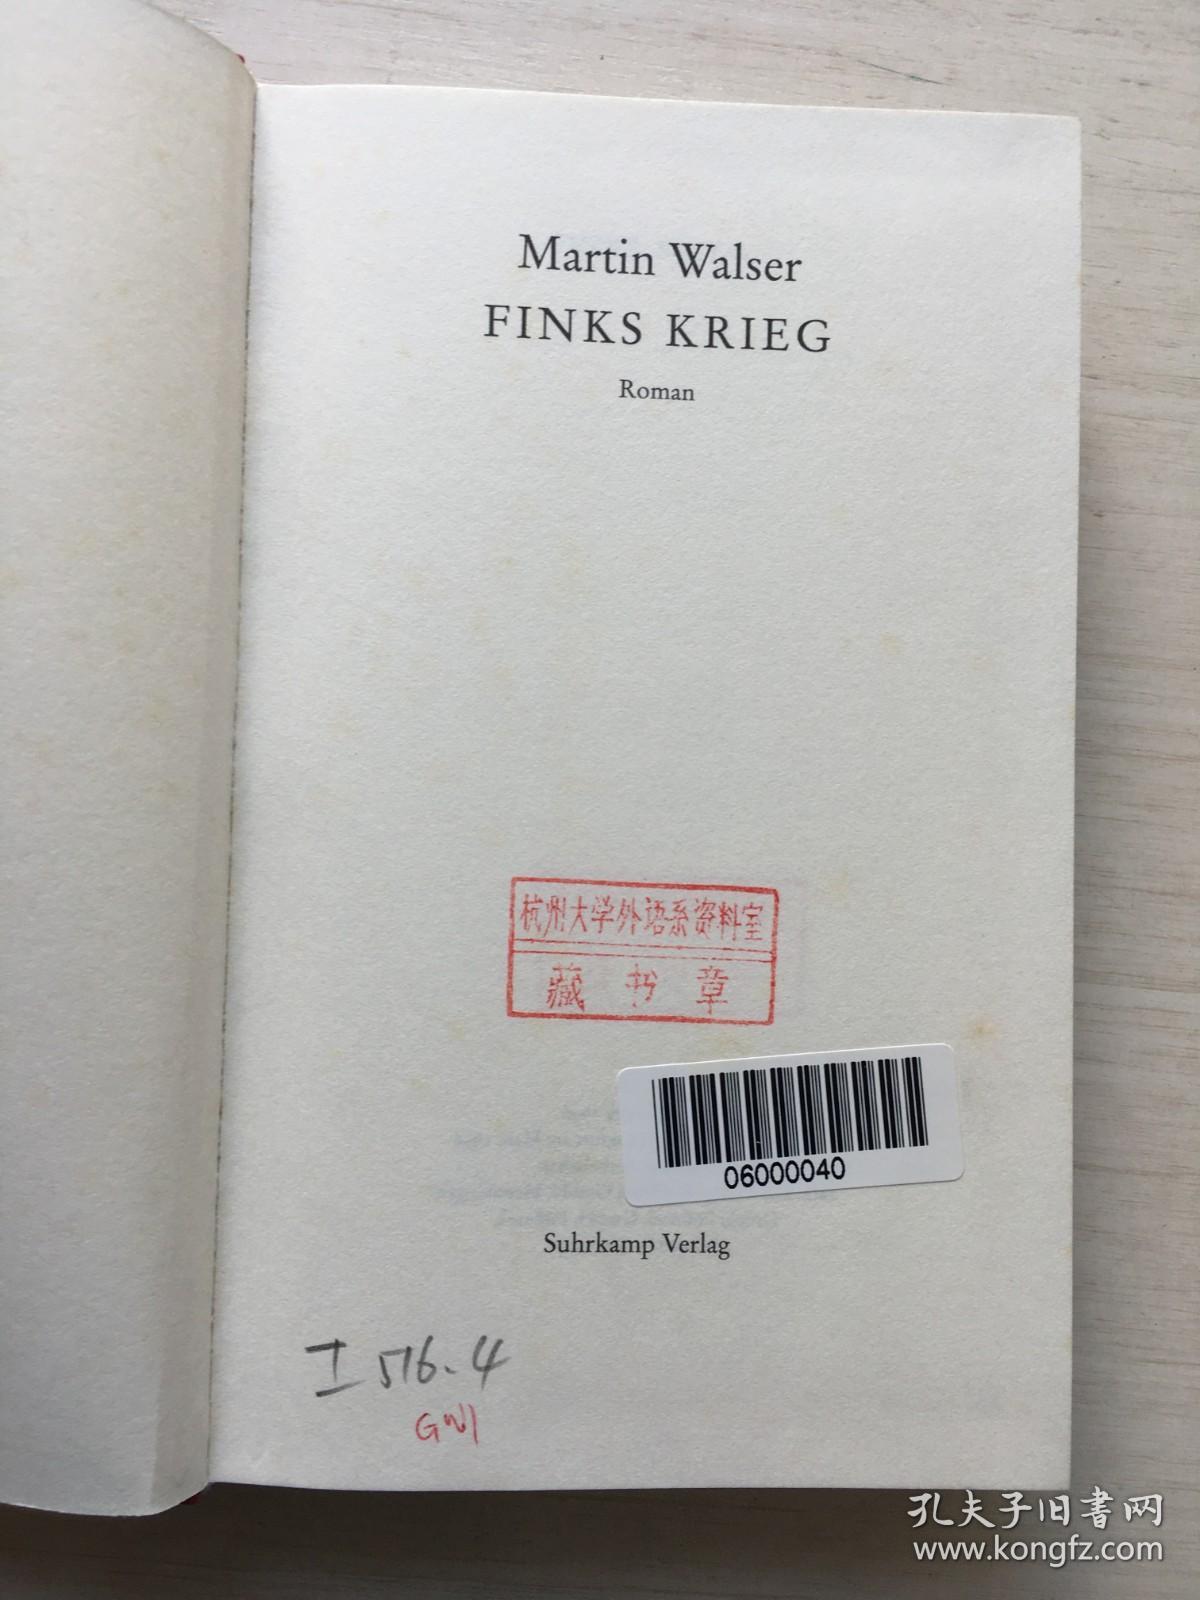 Martin Walser
FINKS KRIEG
Roman
杭州大学外语系资料室
藏书章
06000040
Suhrkamp Verlag
I 516.4
GW1
孔夫子旧书网
www.kongfz.com